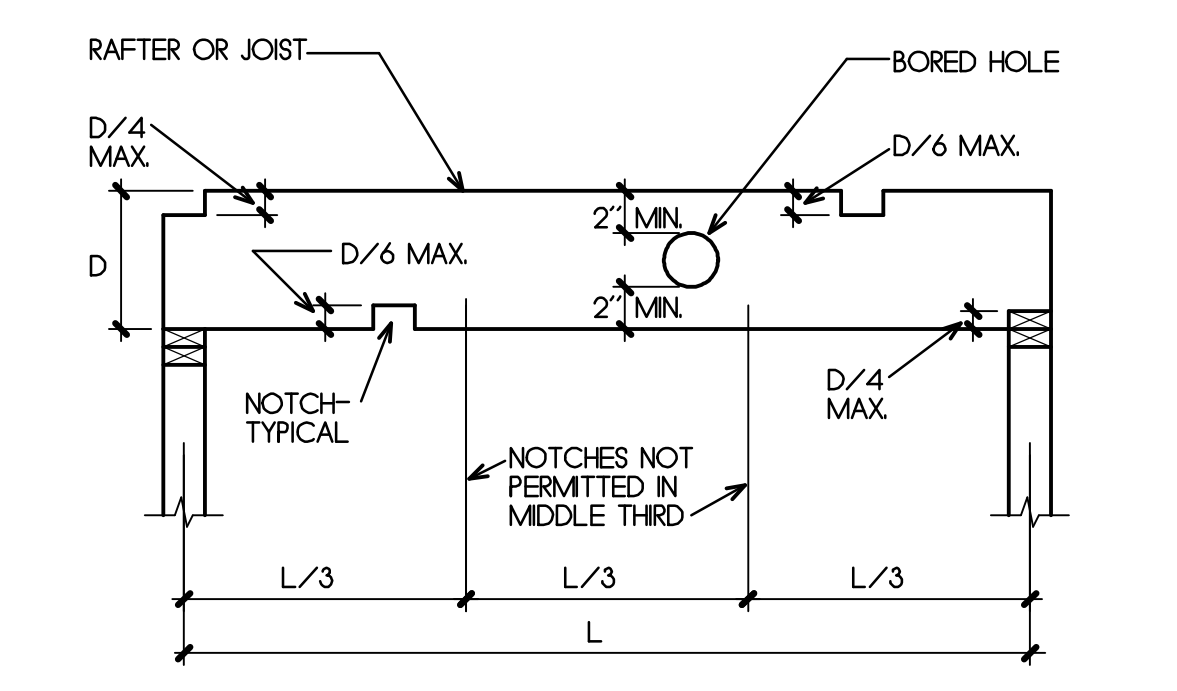 RAFTER OR JOIST
BORED HOLE
D/4
MAX.
D/6 MAX.
2" MIN.
D/6 MAX.
D
2" MIN.
D/4
MAX.
NOTCH-
TYPICAL
NOTCHES NOT
PERMITTED IN
MIDDLE THIRD
L/3
L/3
L/3
L